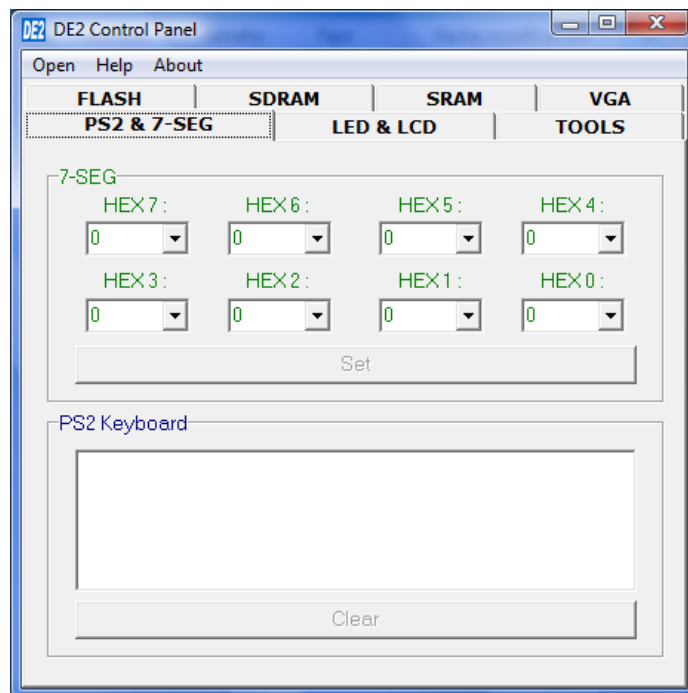 DE2 DE2 Control Panel
Open Help About
FLASH SDRAM SRAM VGA
PS2 & 7-SEG LED & LCD TOOLS
7-SEG
HEX 7 : HEX 6 : HEX 5 : HEX 4 :
0 0 0 0
HEX 3 : HEX 2 : HEX 1 : HEX 0 :
0 0 0 0
Set
PS2 Keyboard
Clear